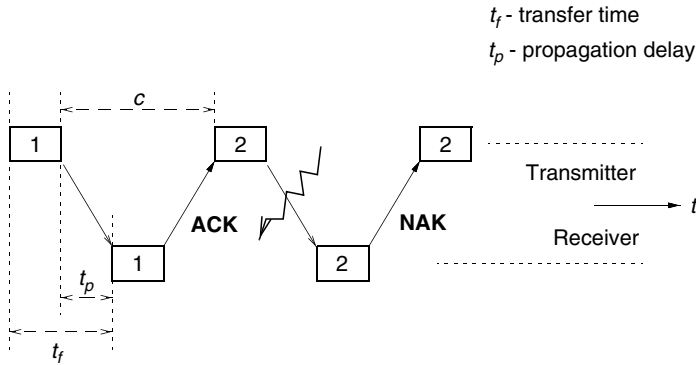 t_f - transfer time
t_p - propagation delay
c
1
2
2
Transmitter
ACK
NAK
t
Receiver
1
2
t_p
t_f